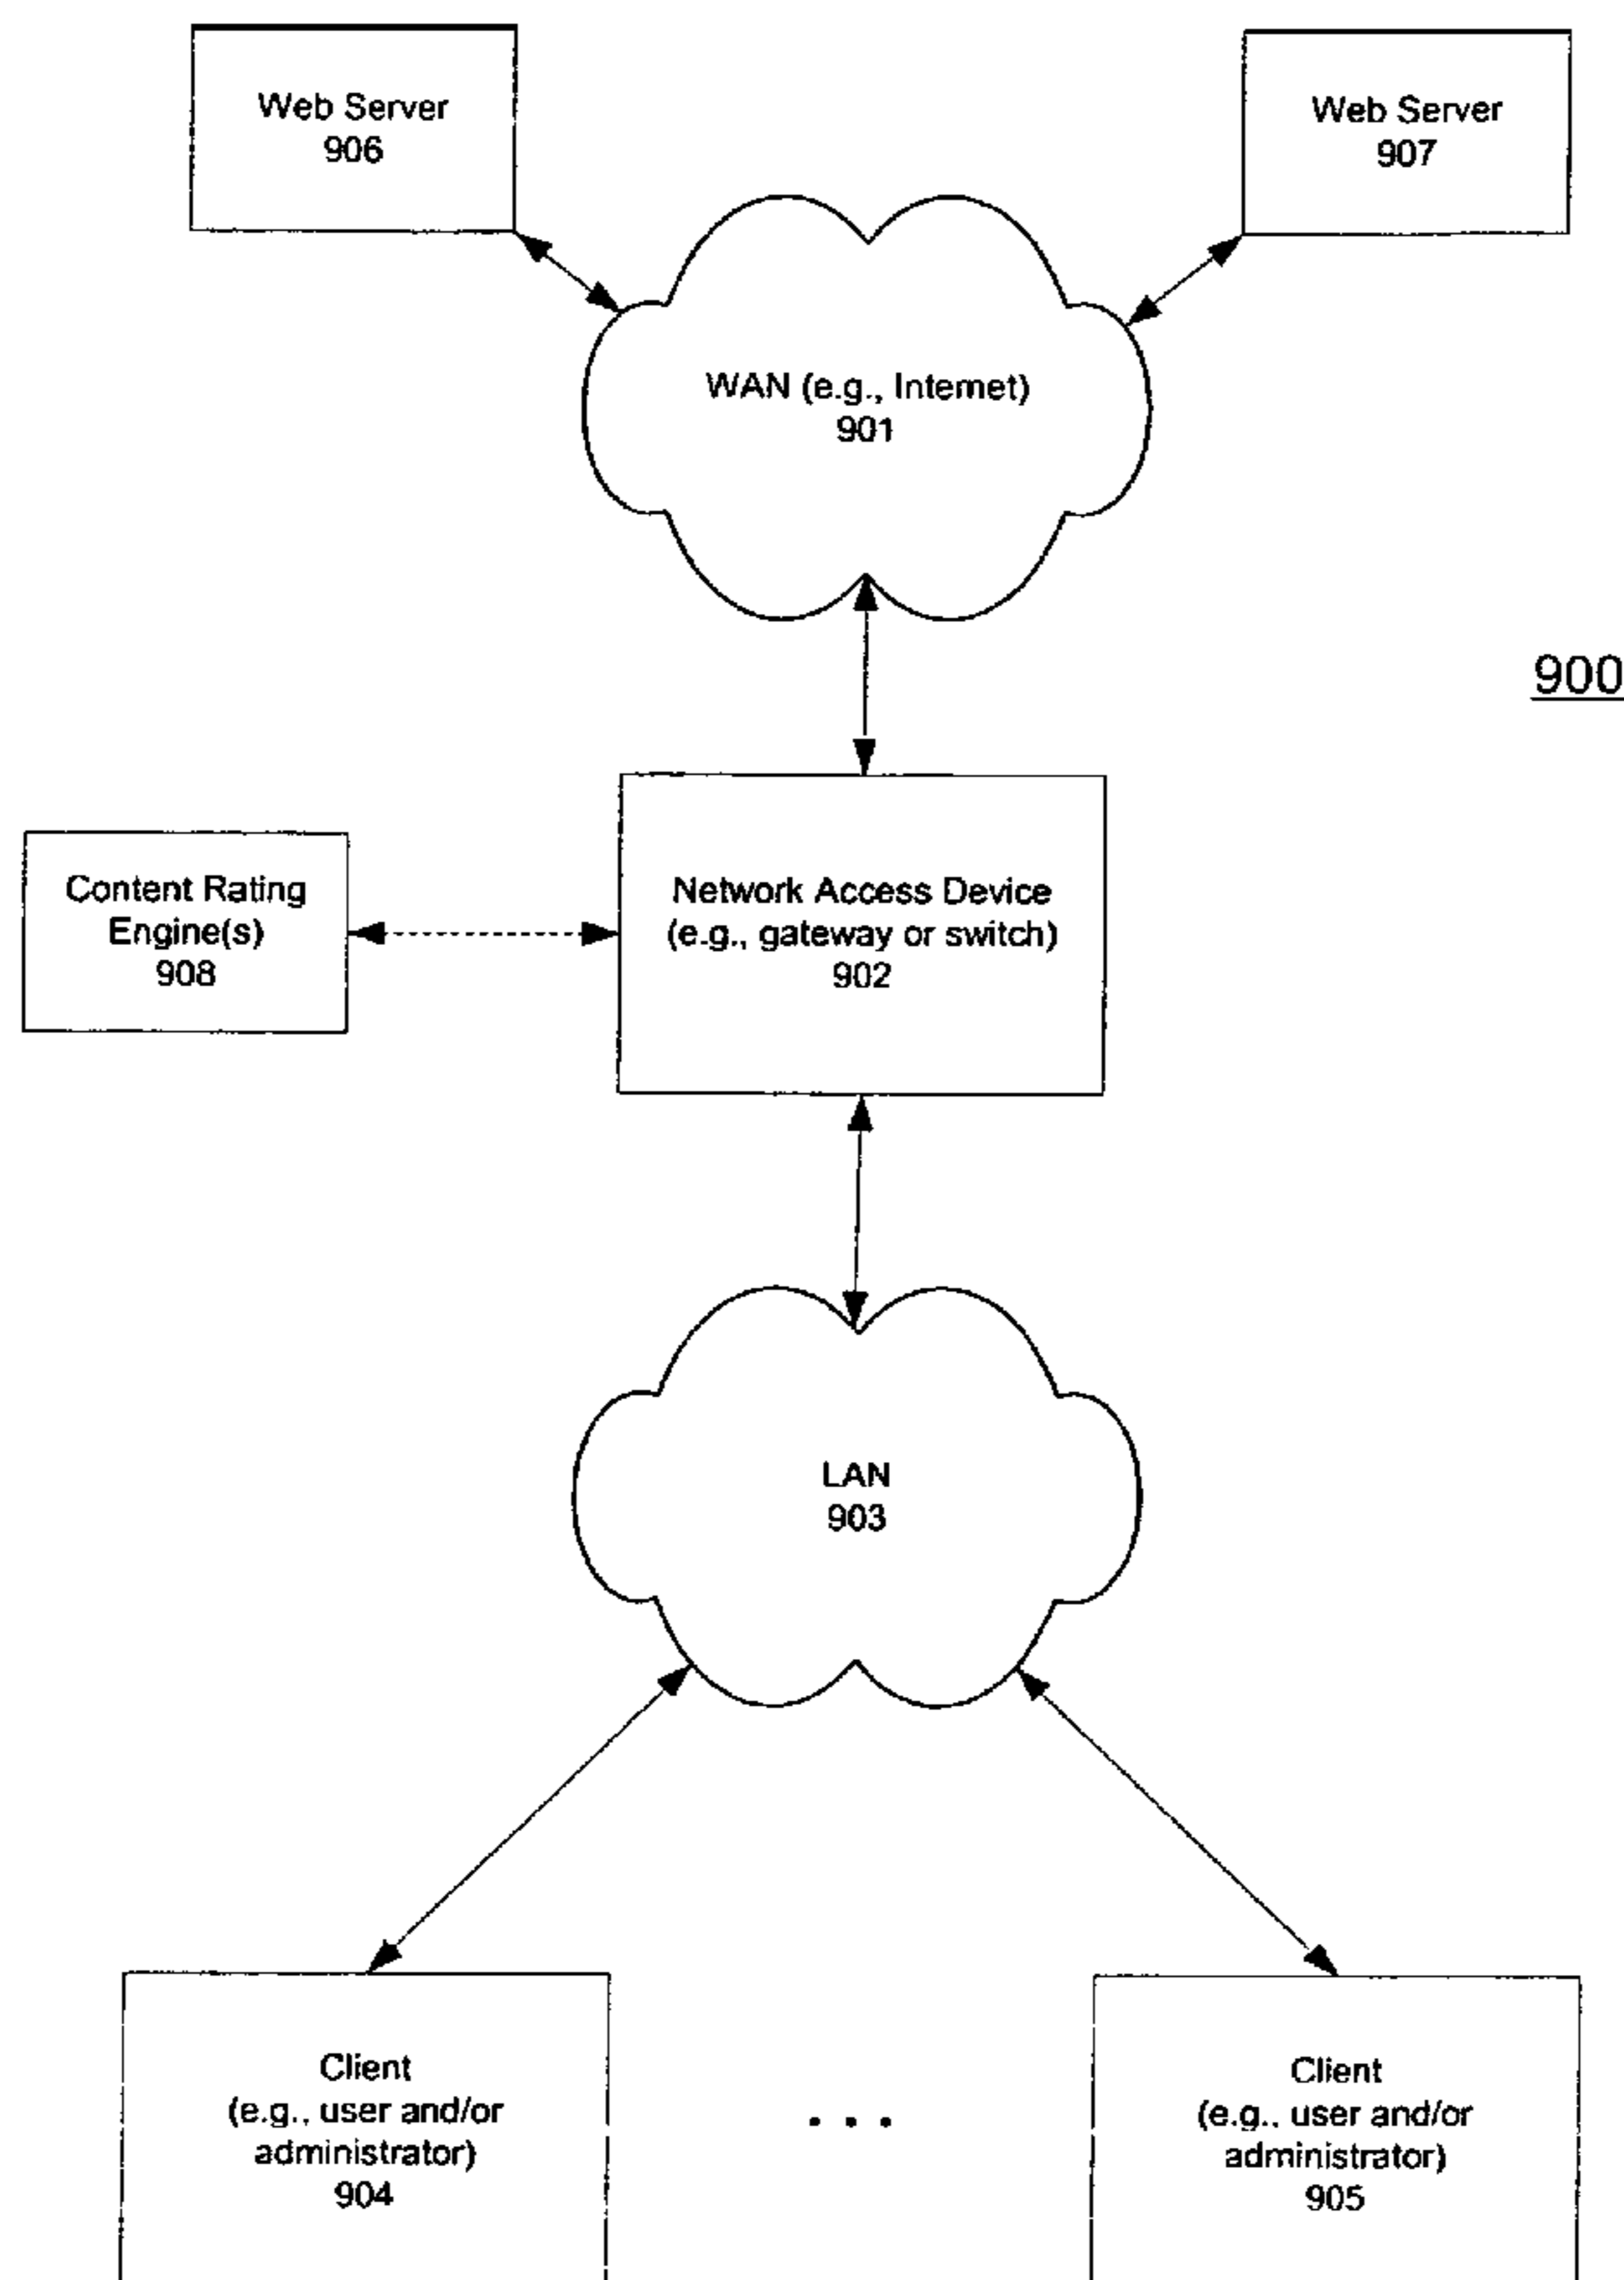 Web Server
906
Web Server
907
WAN (e.g., Internet)
901
900
Content Rating
Engine(s)
908
Network Access Device
(e.g., gateway or switch)
902
LAN
903
Client
(e.g., user and/or
administrator)
904
. . .
Client
(e.g., user and/or
administrator)
905